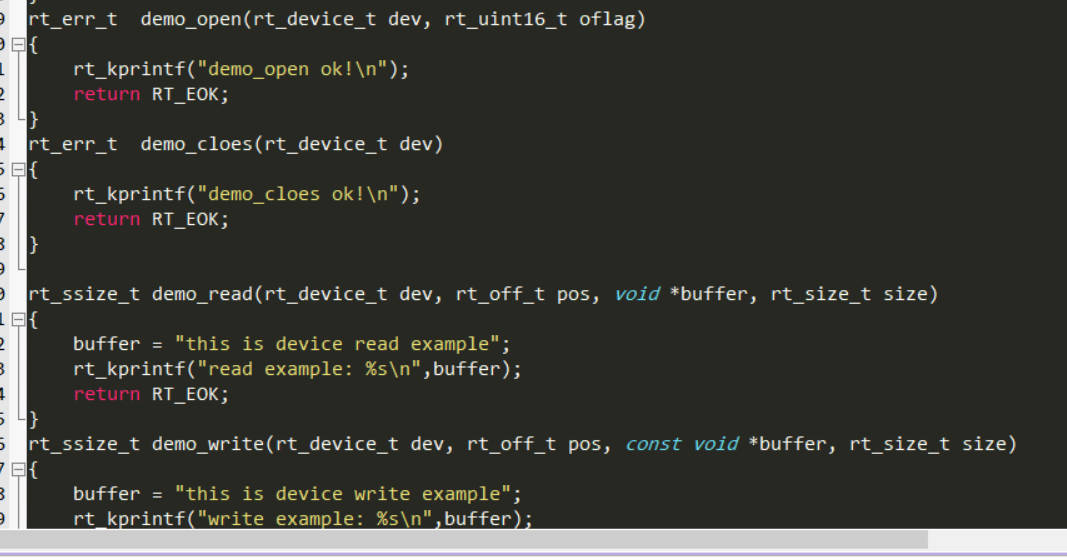 rt_err_t  demo_open(rt_device_t dev, rt_uint16_t oflag)
{
    rt_kprintf("demo_open ok!\n");
    return RT_EOK;
}
rt_err_t  demo_cloes(rt_device_t dev)
{
    rt_kprintf("demo_cloes ok!\n");
    return RT_EOK;
}
rt_ssize_t demo_read(rt_device_t dev, rt_off_t pos, void *buffer, rt_size_t size)
{
    buffer = "this is device read example";
    rt_kprintf("read example: %s\n",buffer);
    return RT_EOK;
}
rt_ssize_t demo_write(rt_device_t dev, rt_off_t pos, const void *buffer, rt_size_t size)
{
    buffer = "this is device write example";
    rt_kprintf("write example: %s\n",buffer);